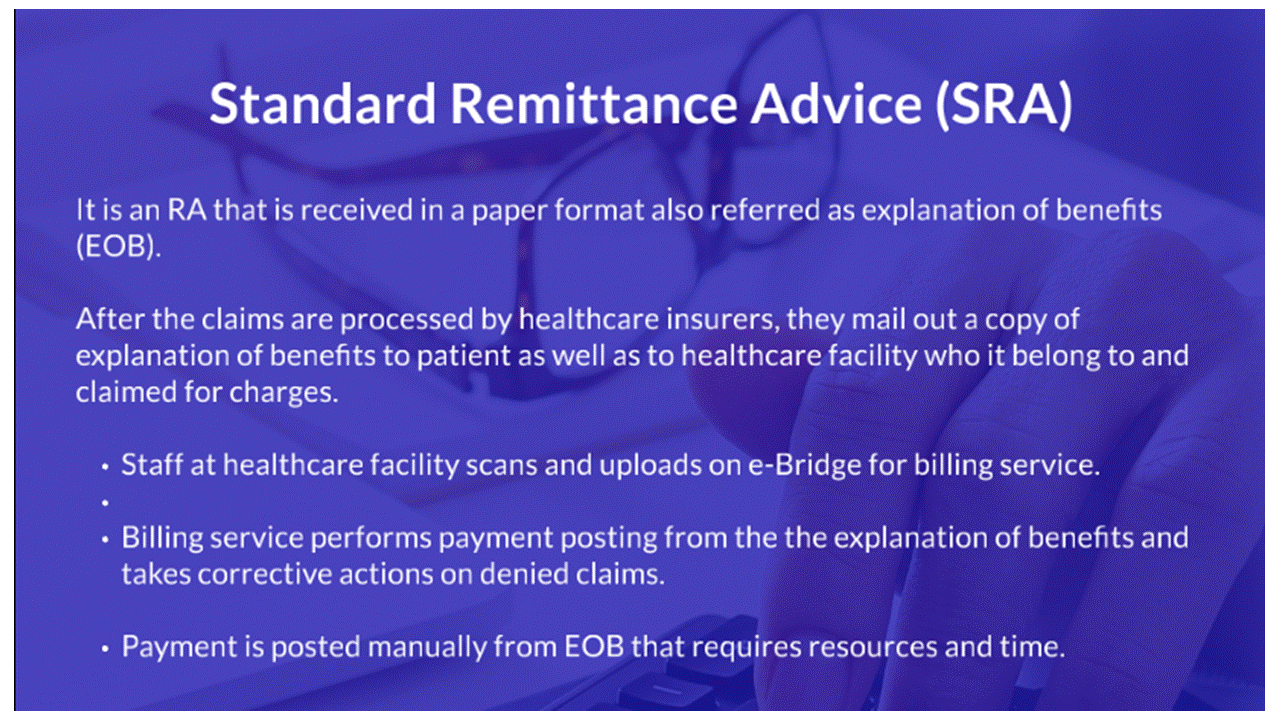 Standard Remittance Advice (SRA)
It is an RA that is received in a paper format also referred as explanation of benefits
(EOB).
After the claims are processed by healthcare insurers, they mail out a copy of
explanation of benefits to patient as well as to healthcare facility who it belong to and
claimed for charges.
• Staff at healthcare facility scans and uploads on e-Bridge for billing service.
•
• Billing service performs payment posting from the the explanation of benefits and
takes corrective actions on denied claims.
• Payment is posted manually from EOB that requires resources and time.